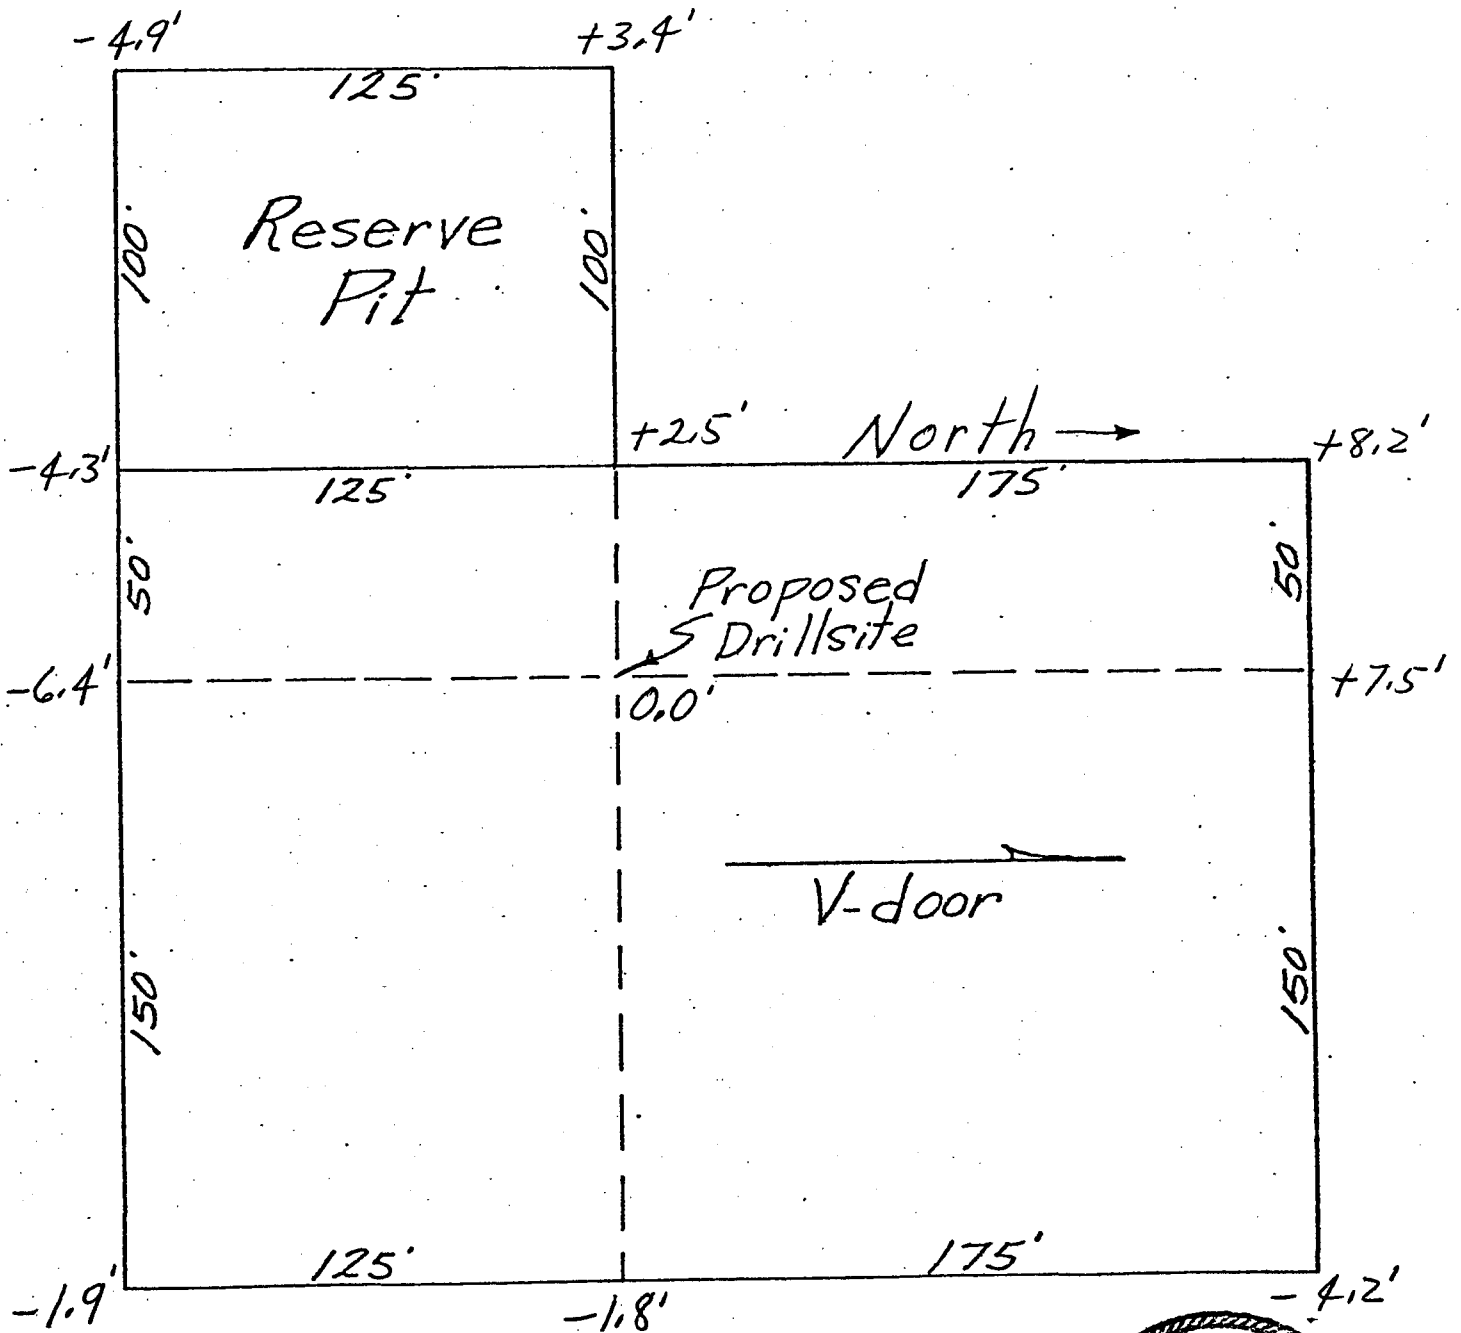 -4.9' +3.4'
125'
100' Reserve 100'
Pit
+2.5' North
-4.3' +8.2'
125' 175'
50' Proposed 50'
Drillsite
-6.4' 0.0' +7.5'
V-door
150' 150'
125' 175'
-1.9' -1.8' -4.2'